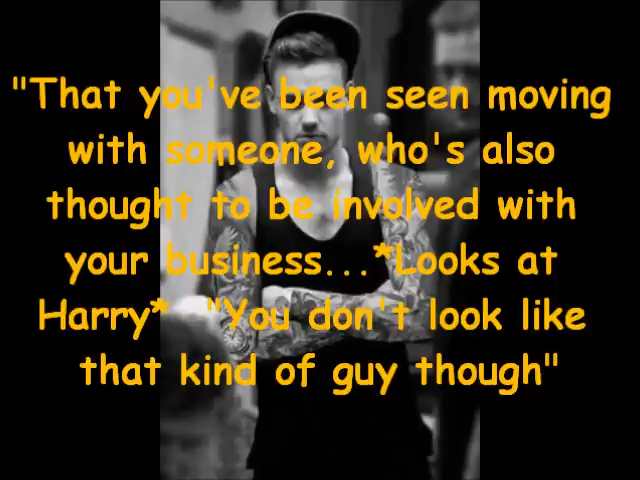 "That you've been seen moving
with someone, who's also
thought to be involved with
your business...*Looks at
Harry*  "You don't look like
that kind of guy though"